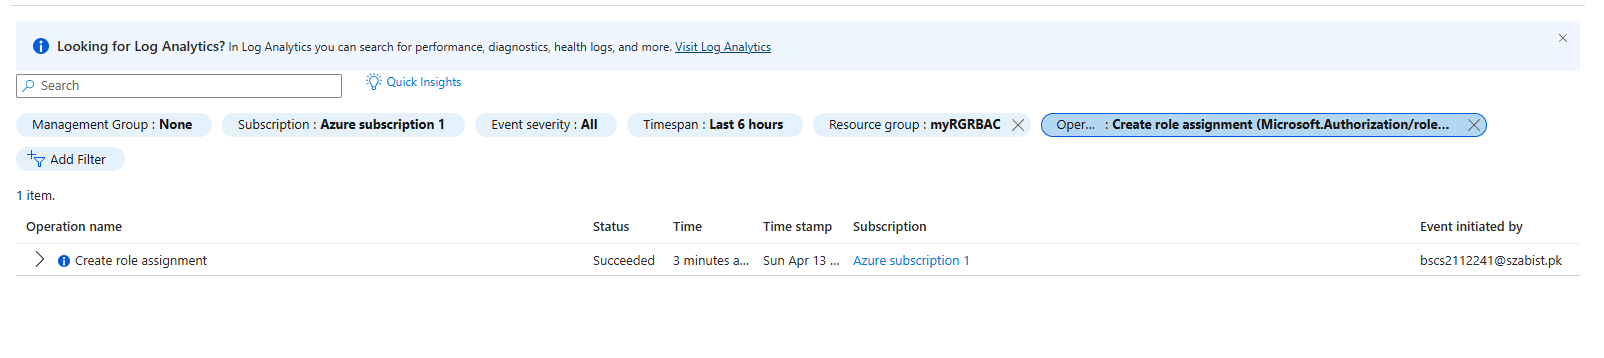 Looking for Log Analytics? In Log Analytics you can search for performance, diagnostics, health logs, and more. Visit Log Analytics
Search
Quick Insights
Management Group : None
Subscription : Azure subscription 1
Event severity : All
Timespan : Last 6 hours
Resource group : myRGRBAC
Oper... : Create role assignment (Microsoft.Authorization/role...
Add Filter
1 item.
Operation name Status Time Time stamp Subscription Event initiated by
Create role assignment Succeeded 3 minutes a... Sun Apr 13 ... Azure subscription 1 bscs2112241@szabist.pk